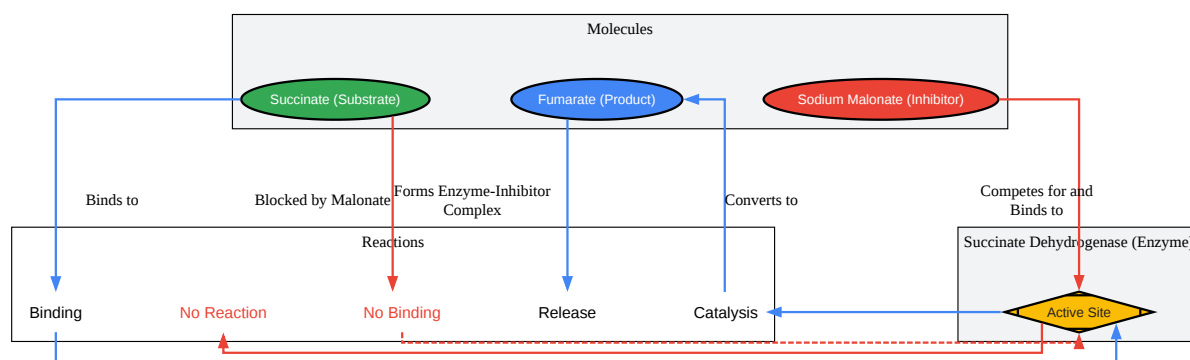 Molecules
Succinate (Substrate)
Fumarate (Product)
Sodium Malonate (Inhibitor)
Binds to
Blocked by Malonate
Forms Enzyme-Inhibitor
Complex
Converts to
Competes for and
Binds to
Reactions
Succinate Dehydrogenase (Enzyme)
Binding
No Reaction
No Binding
Release
Catalysis
Active Site